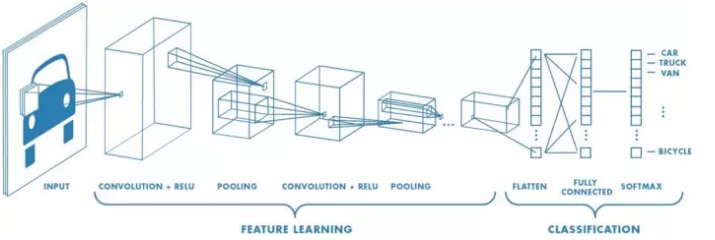 CAR
TRUCK
VAN
BICYCLE
INPUT
CONVOLUTION + RELU
POOLING
CONVOLUTION + RELU
POOLING
FLATTEN
FULLY
CONNECTED
SOFTMAX
FEATURE LEARNING
CLASSIFICATION